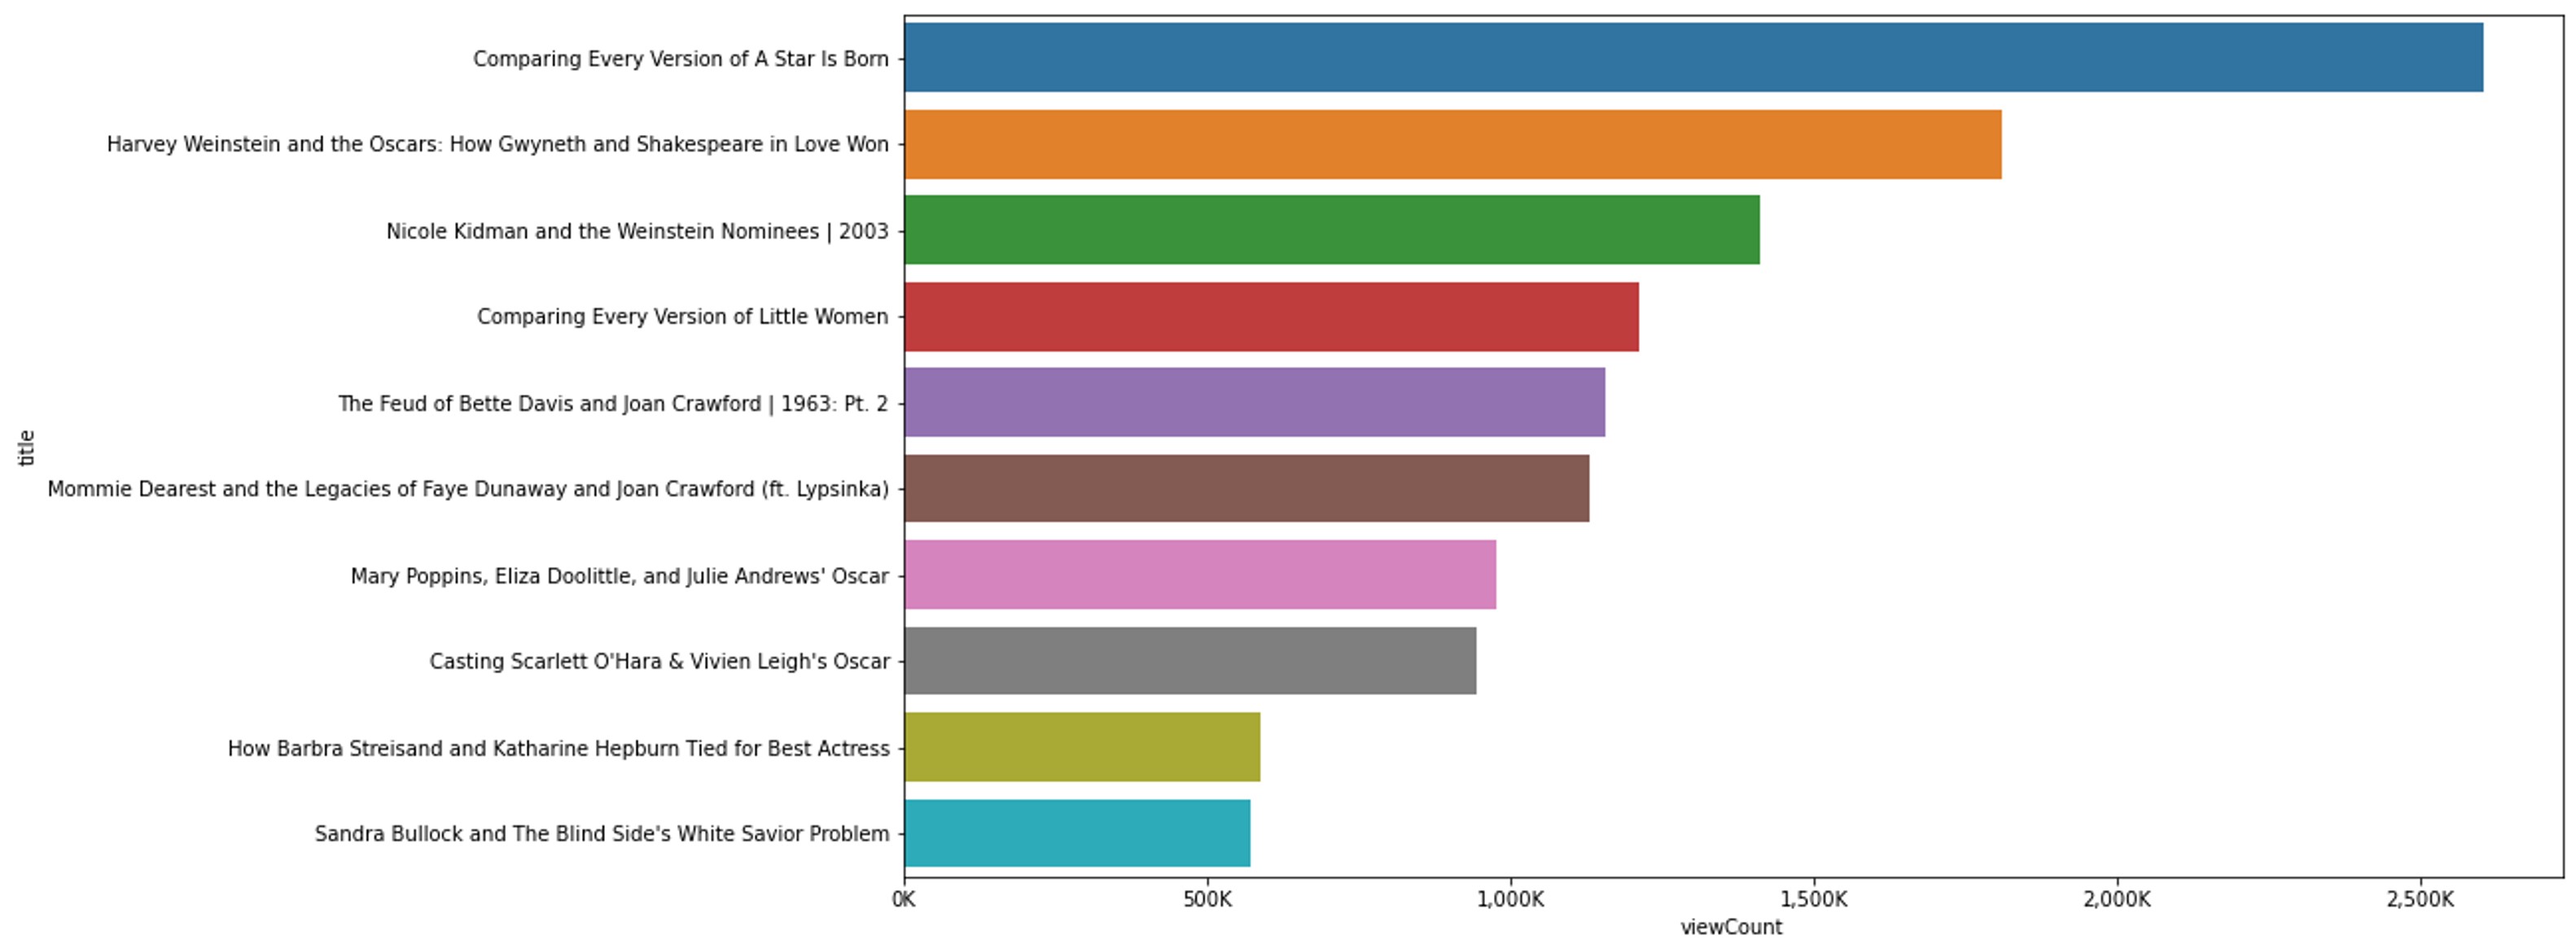 Comparing Every Version of A Star Is Born
Harvey Weinstein and the Oscars: How Gwyneth and Shakespeare in Love Won
Nicole Kidman and the Weinstein Nominees | 2003
Comparing Every Version of Little Women
The Feud of Bette Davis and Joan Crawford | 1963: Pt. 2
title
Mommie Dearest and the Legacies of Faye Dunaway and Joan Crawford (ft. Lypsinka)
Mary Poppins, Eliza Doolittle, and Julie Andrews' Oscar
Casting Scarlett O'Hara & Vivien Leigh's Oscar
How Barbra Streisand and Katharine Hepburn Tied for Best Actress
Sandra Bullock and The Blind Side's White Savior Problem
0K 500K 1,000K 1,500K 2,000K 2,500K
viewCount